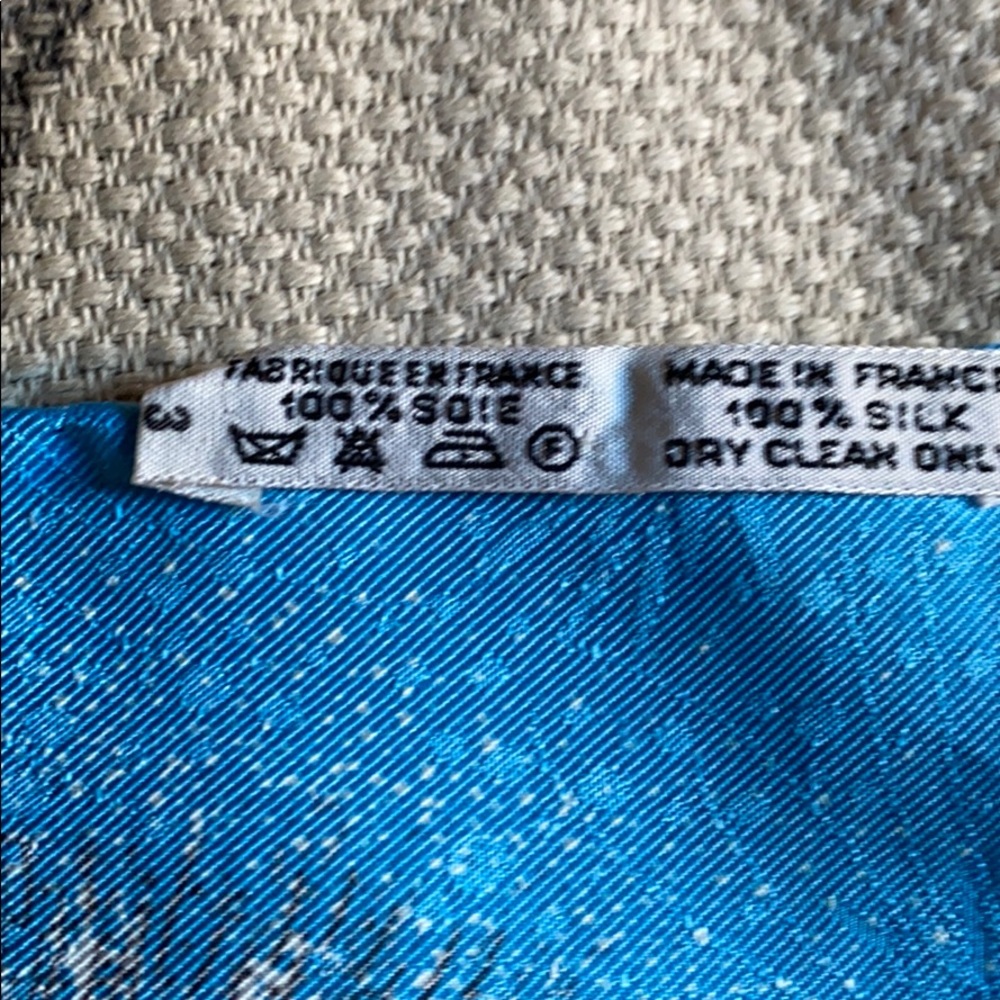 FABRIQUE EN FRANCE
100 % SOIE
F
MADE IN FRANCE
100 % SILK
DRY CLEAN ONLY
3